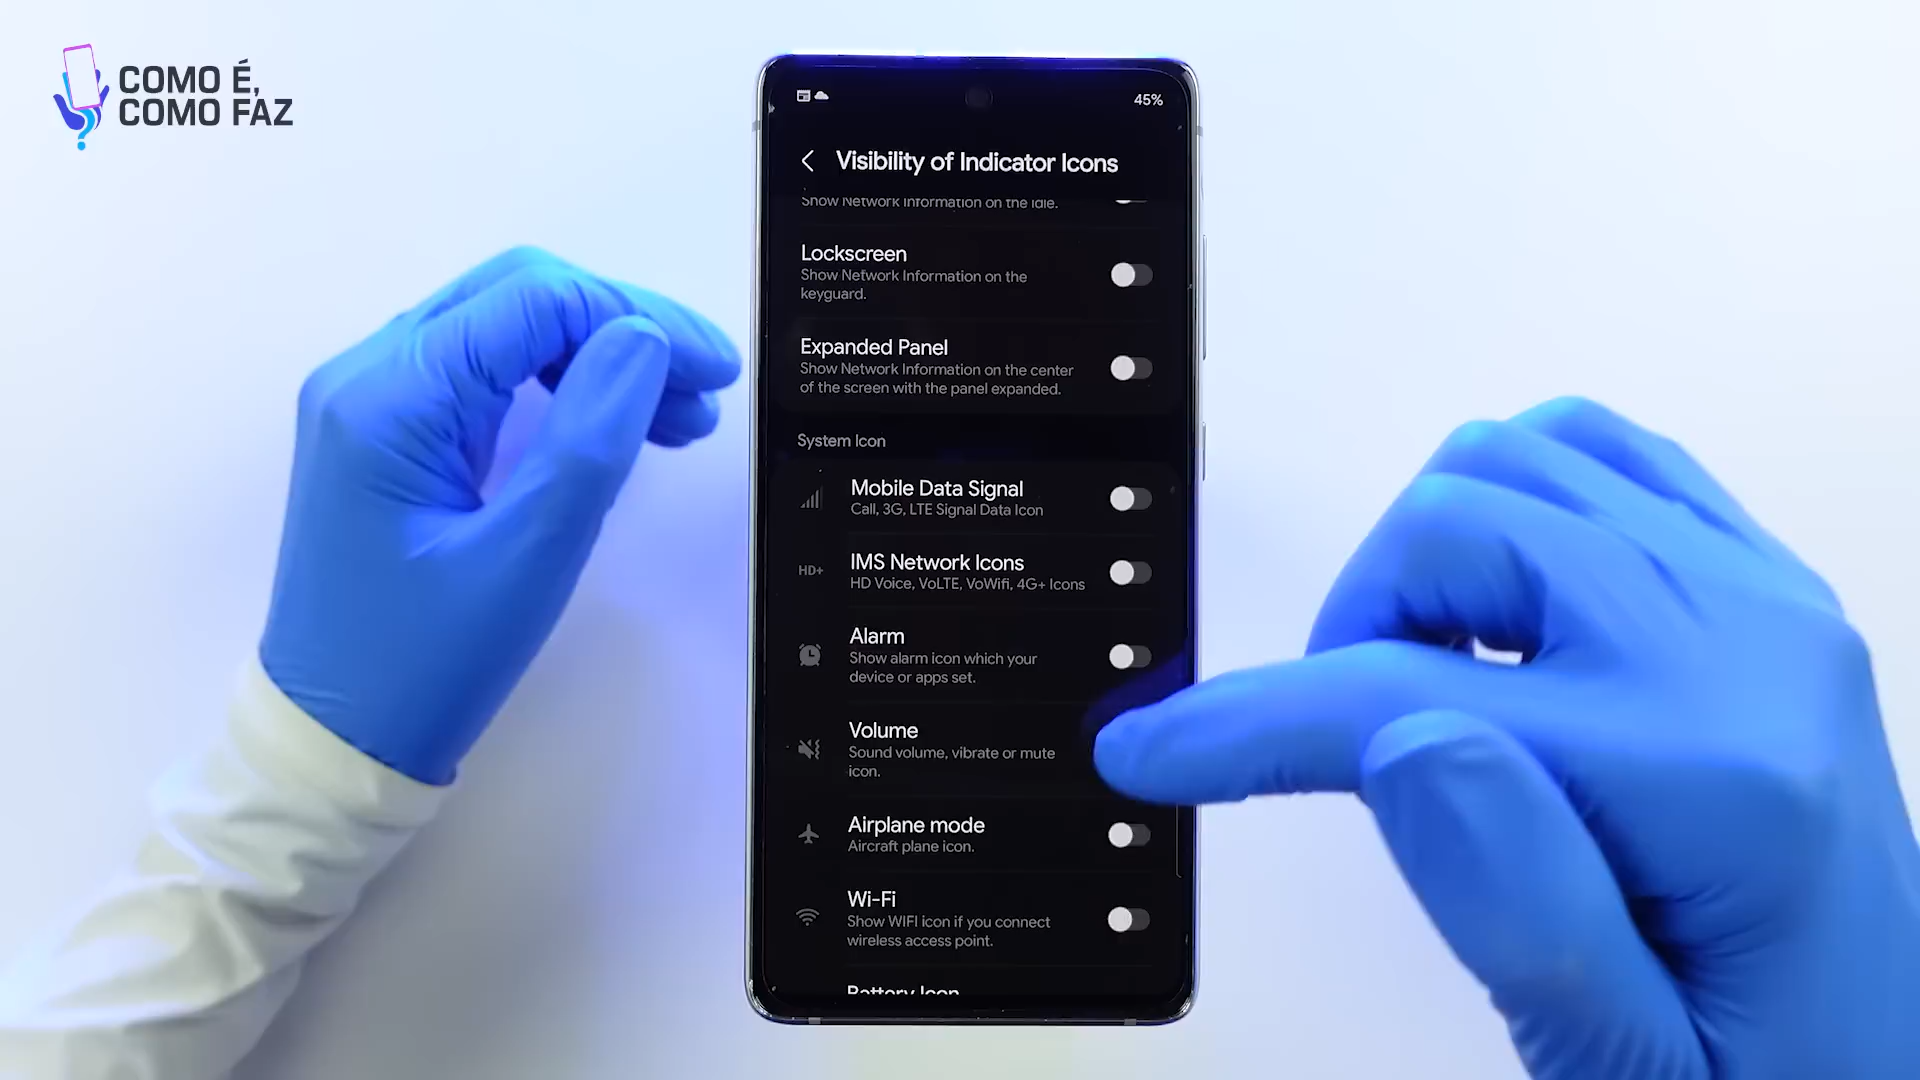 COMO É,
COMO FAZ
45%
Visibility of Indicator Icons
Show Network Information on the idle.
Lockscreen
Show Network Information on the
keyguard.
Expanded Panel
Show Network Information on the center
of the screen with the panel expanded.
System Icon
Mobile Data Signal
Call, 3G, LTE Signal Data Icon
HD+
IMS Network Icons
HD Voice, VoLTE, VoWifi, 4G+ Icons
Alarm
Show alarm icon which your
device or apps set.
Volume
Sound volume, vibrate or mute
icon.
Airplane mode
Aircraft plane icon.
Wi-Fi
Show WIFI icon if you connect
wireless access point.
Battery Icon